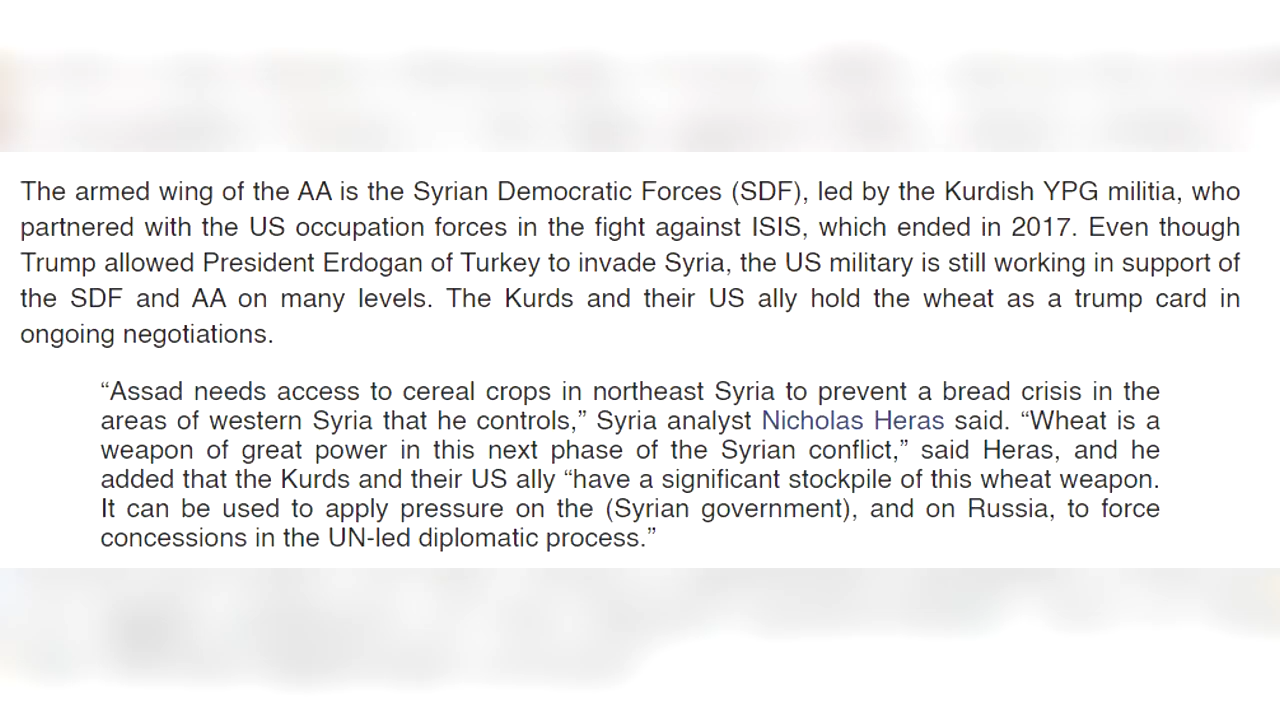 The armed wing of the AA is the Syrian Democratic Forces (SDF), led by the Kurdish YPG militia, who
partnered with the US occupation forces in the fight against ISIS, which ended in 2017. Even though
Trump allowed President Erdogan of Turkey to invade Syria, the US military is still working in support of
the SDF and AA on many levels. The Kurds and their US ally hold the wheat as a trump card in
ongoing negotiations.
“Assad needs access to cereal crops in northeast Syria to prevent a bread crisis in the
areas of western Syria that he controls,” Syria analyst Nicholas Heras said. “Wheat is a
weapon of great power in this next phase of the Syrian conflict,” said Heras, and he
added that the Kurds and their US ally “have a significant stockpile of this wheat weapon.
It can be used to apply pressure on the (Syrian government), and on Russia, to force
concessions in the UN-led diplomatic process.”